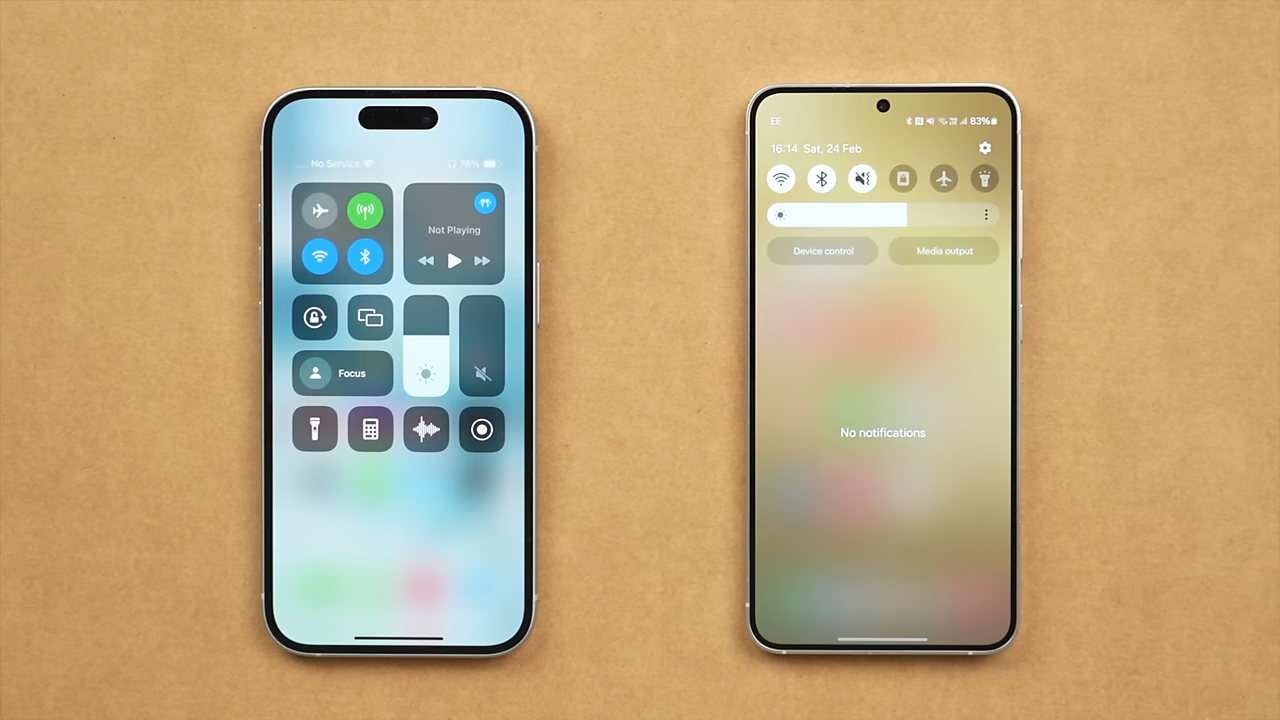 No Service
76%
Not Playing
Focus
EE
83%
16:14 Sat, 24 Feb
Device control
Media output
No notifications